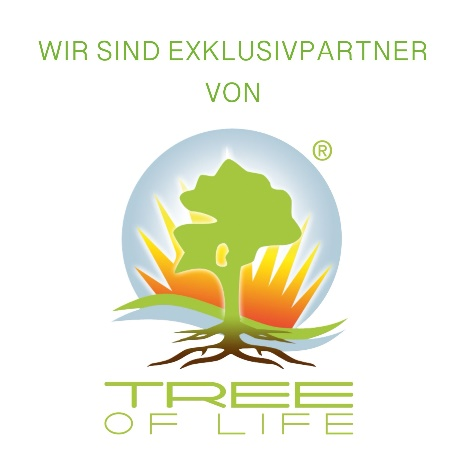 WIR SIND EXKLUSIVPARTNER
VON
®
TREE
OF LIFE